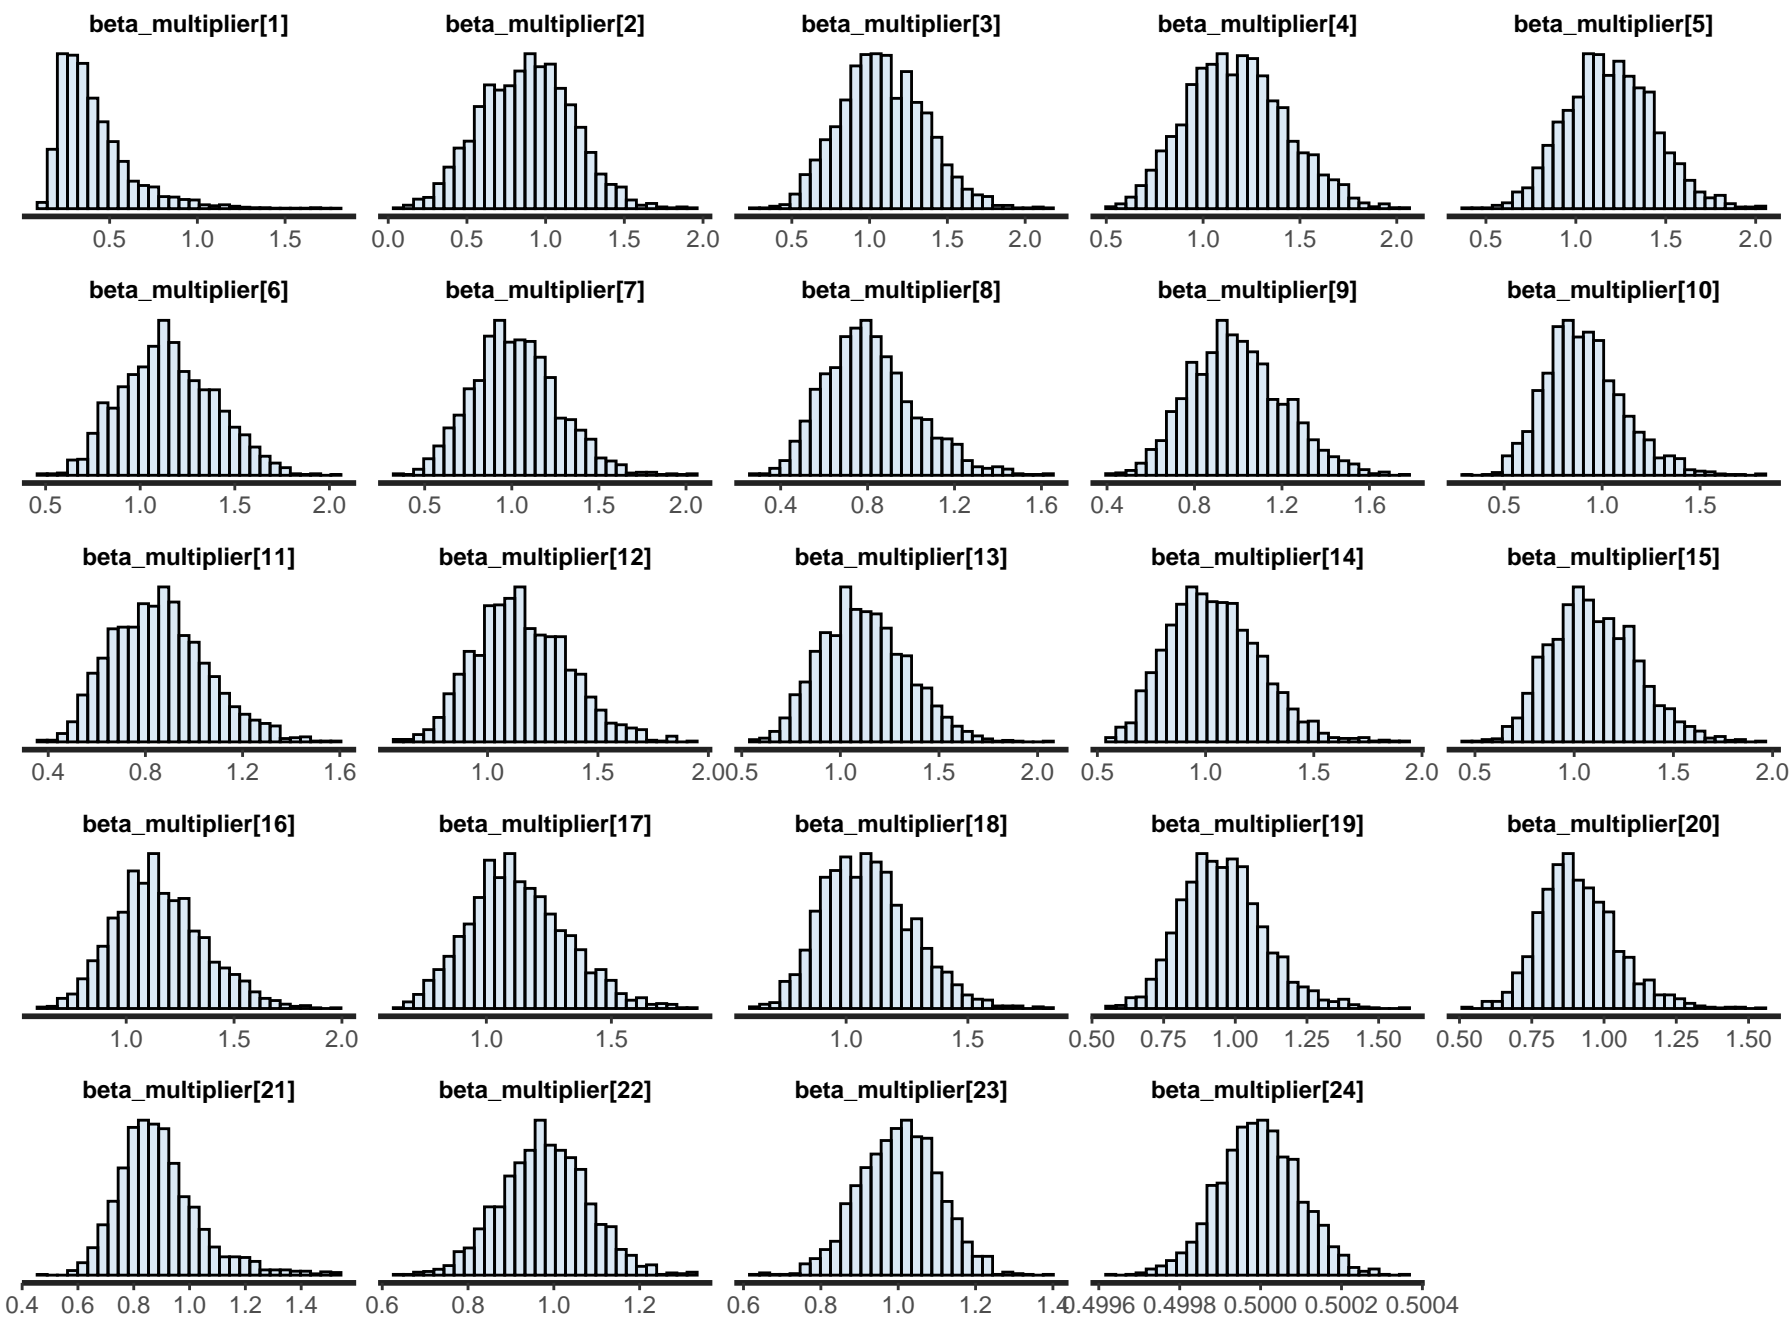 beta_multiplier[1] beta_multiplier[2] beta_multiplier[3] beta_multiplier[4] beta_multiplier[5]
0.5 1.0 1.5 0.0 0.5 1.0 1.5 2.0 0.5 1.0 1.5 2.0 0.5 1.0 1.5 2.0 0.5 1.0 1.5 2.0
beta_multiplier[6] beta_multiplier[7] beta_multiplier[8] beta_multiplier[9] beta_multiplier[10]
0.5 1.0 1.5 2.0 0.5 1.0 1.5 2.0 0.4 0.8 1.2 1.6 0.4 0.8 1.2 1.6 0.5 1.0 1.5
beta_multiplier[11] beta_multiplier[12] beta_multiplier[13] beta_multiplier[14] beta_multiplier[15]
0.4 0.8 1.2 1.6 1.0 1.5 2.0 0.5 1.0 1.5 2.0 0.5 1.0 1.5 2.0 0.5 1.0 1.5 2.0
beta_multiplier[16] beta_multiplier[17] beta_multiplier[18] beta_multiplier[19] beta_multiplier[20]
1.0 1.5 2.0 1.0 1.5 1.0 1.5 0.50 0.75 1.00 1.25 1.50 0.50 0.75 1.00 1.25 1.50
beta_multiplier[21] beta_multiplier[22] beta_multiplier[23] beta_multiplier[24]
0.4 0.6 0.8 1.0 1.2 1.4 0.6 0.8 1.0 1.2 0.6 0.8 1.0 1.2 1.4 0.4996 0.4998 0.5000 0.5002 0.5004